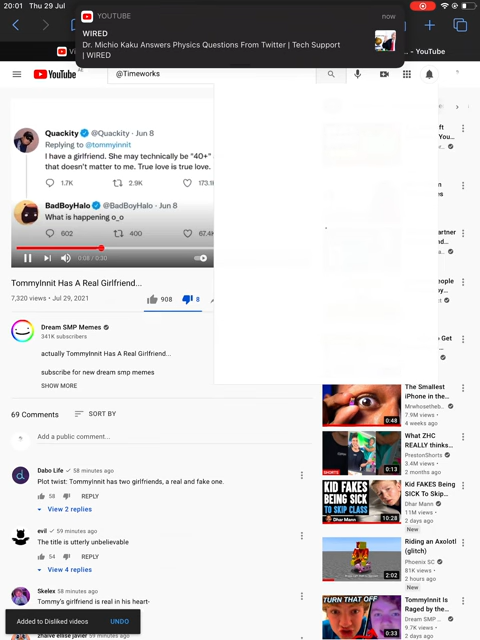 20:01 Thu 29 Jul
YOUTUBE
now
WIRED
Dr. Michio Kaku Answers Physics Questions From Twitter | Tech Support
| WIRED
- YouTube
YouTube
@Timeworks
Quackity @Quackity · Jun 8
Replying to @tommyinnit
I have a girlfriend. She may technically be "40+"
that doesn't matter to me. True love is true love.
1.7K 2.9K 173.1
BadBoyHalo @BadBoyHalo · Jun 8
What is happening o_o
602 400 67.4K
0:08 / 0:30
TommyInnit Has A Real Girlfriend...
7,320 views • Jul 29, 2021
908 8
Dream SMP Memes
341K subscribers
actually TommyInnit Has A Real Girlfriend...
subscribe for new dream smp memes
SHOW MORE
69 Comments SORT BY
Add a public comment...
Dabo Life 58 minutes ago
Plot twist: TommyInnit has two girlfriends, a real and fake one.
58 REPLY
View 2 replies
evil 59 minutes ago
The title is utterly unbelievable
54 REPLY
View 4 replies
Skelex 58 minutes ago
Tommy's girlfriend is real in his heart
Added to Disliked videos UNDO
The Smallest
iPhone in the...
Mrwhosetheb...
7.9M views •
4 weeks ago
0:48
What ZHC
REALLY thinks...
PrestonShorts
3.4M views •
2 months ago
SHORTS
0:13
Kid FAKES Being
SICK To Skip...
Dhar Mann
11M views •
2 days ago
New
KID FAKES
BEING SICK
TO SKIP CLASS
10:28
Riding an Axolotl
(glitch)
Phoenix SC
81K views •
2 hours ago
New
2:02
TommyInnit Is
Raged by the...
Dream SMP ...
9.7K views •
2 days ago
TURN THAT OFF
0:33